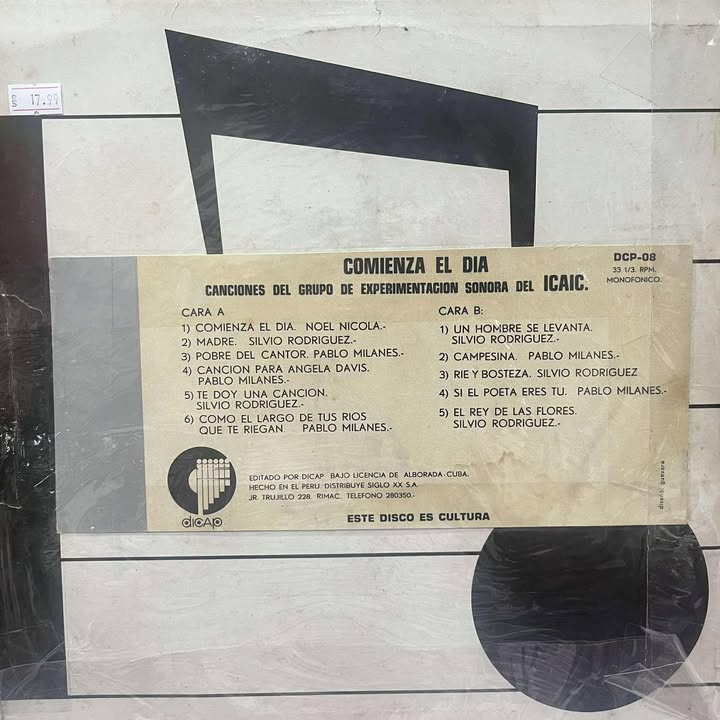 17.99
COMIENZA EL DIA
CANCIONES DEL GRUPO DE EXPERIMENTACION SONORA DEL ICAIC.
DCP-08
33 1/3. RPM.
MONOFONICO.
CARA A
1) COMIENZA EL DIA. NOEL NICOLA.-
2) MADRE. SILVIO RODRIGUEZ.-
3) POBRE DEL CANTOR. PABLO MILANES.-
4) CANCION PARA ANGELA DAVIS.
PABLO MILANES.-
5) TE DOY UNA CANCION.
SILVIO RODRIGUEZ.-
6) COMO EL LARGO DE TUS RIOS
QUE TE RIEGAN. PABLO MILANES.-
CARA B:
1) UN HOMBRE SE LEVANTA.
SILVIO RODRIGUEZ.-
2) CAMPESINA. PABLO MILANES.-
3) RIE Y BOSTEZA. SILVIO RODRIGUEZ
4) SI EL POETA ERES TU. PABLO MILANES.-
5) EL REY DE LAS FLORES.
SILVIO RODRIGUEZ.-
dicap
EDITADO POR DICAP BAJO LICENCIA DE ALBORADA-CUBA.
HECHO EN EL PERU. DISTRIBUYE SIGLO XX S.A.
JR. TRUJILLO 228. RIMAC. TELEFONO 280350.-
ESTE DISCO ES CULTURA
diseño: guevara